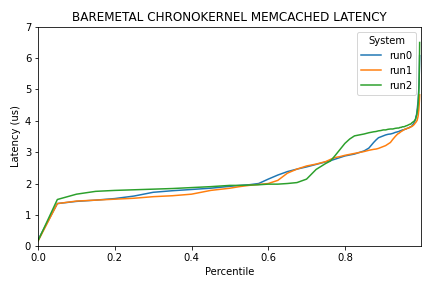 BAREMETAL CHRONOKERNEL MEMCACHED LATENCY
System
run0
run1
run2
Latency (us)
7
6
5
4
3
2
1
0
0.0 0.2 0.4 0.6 0.8
Percentile